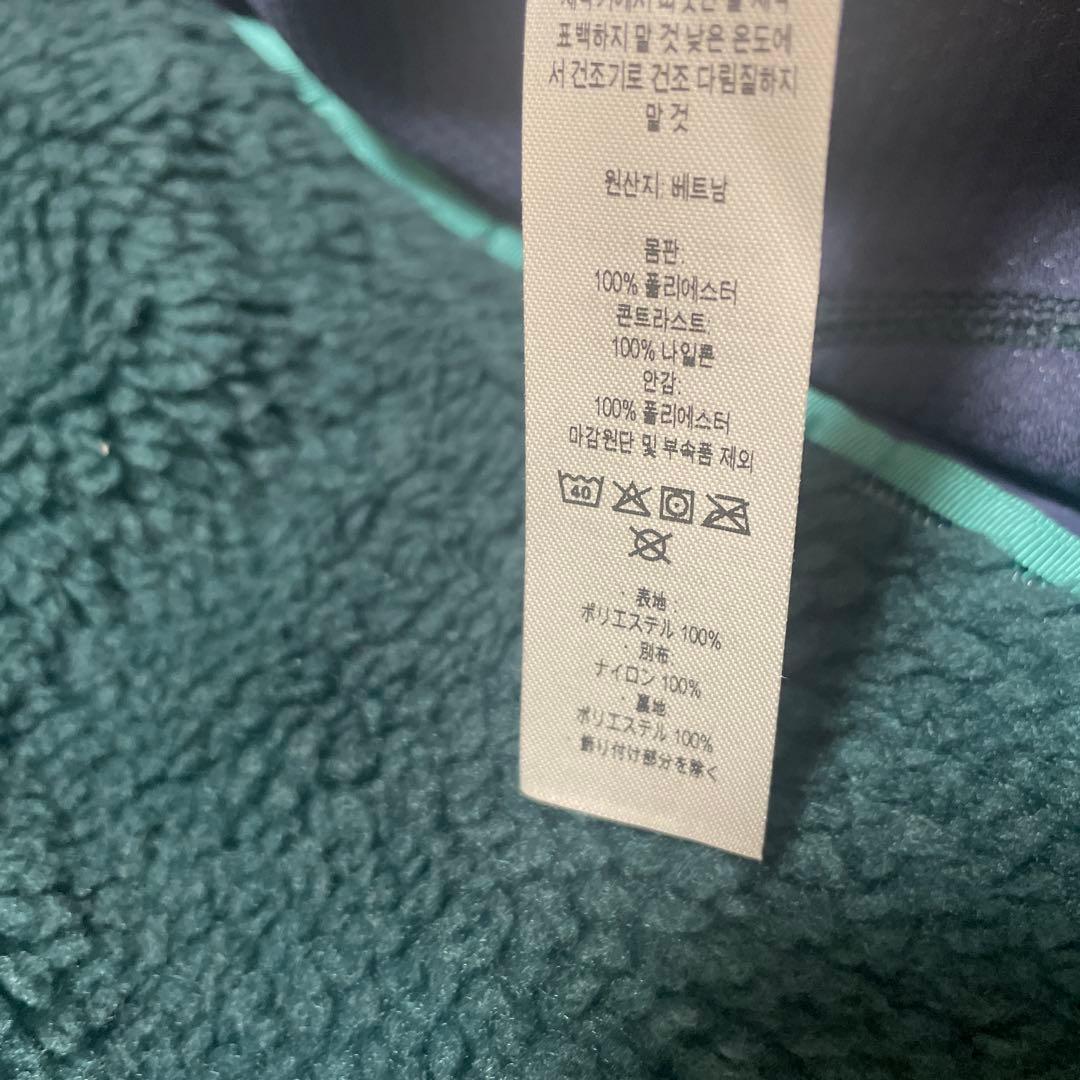 표백하지 말 것 낮은 온도에
서 건조기로 건조 다림질하지
말 것
원산지: 베트남
몸판:
100% 폴리에스터
콘트라스트:
100% 나일론
안감:
100% 폴리에스터
마감원단 및 부속품 제외
40
・表地:
ポリエステル 100%
・別布:
ナイロン 100%
・裏地
ポリエステル 100%
・飾り付け部分を除く